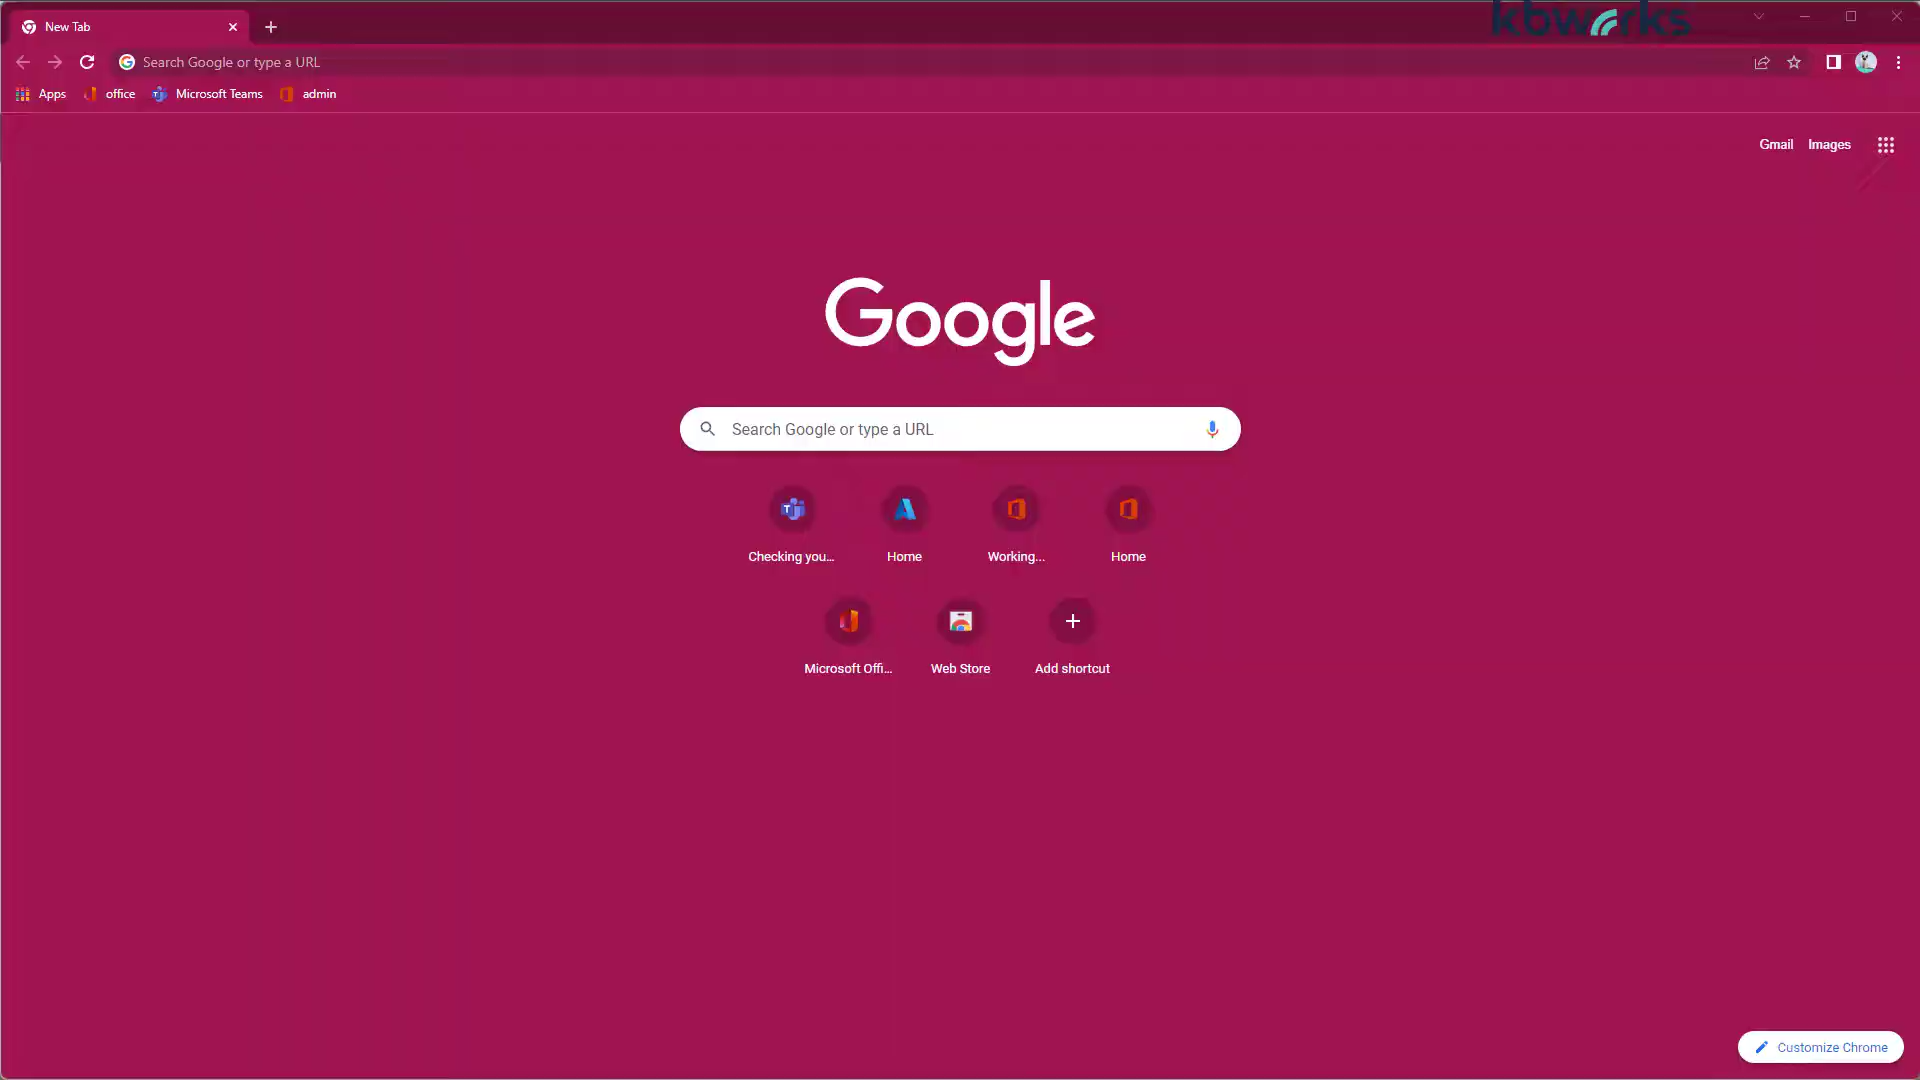 New Tab
kbworks
Search Google or type a URL
Apps office Microsoft Teams admin
Gmail Images
Google
Search Google or type a URL
Checking you... Home Working... Home
Microsoft Offi... Web Store Add shortcut
Customize Chrome